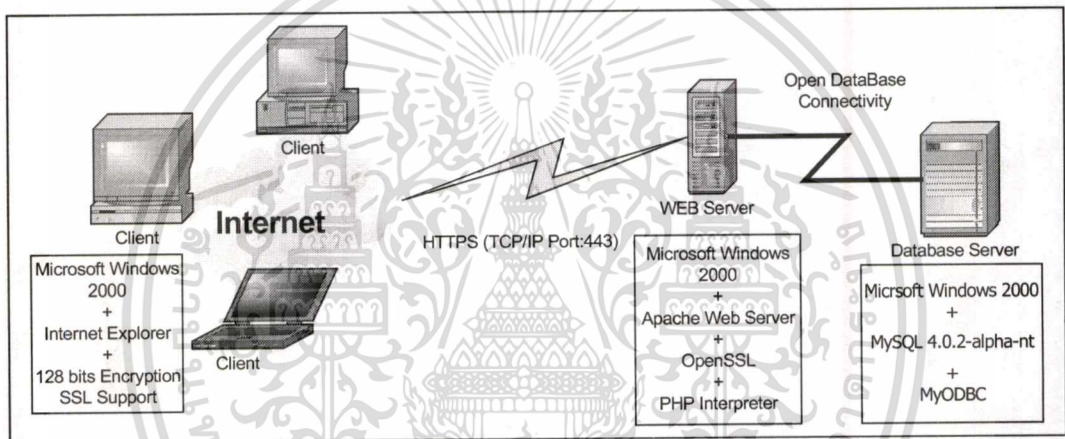 Client
Client
Internet
Client
Microsoft Windows
2000
+
Internet Explorer
+
128 bits Encryption
SSL Support
HTTPS (TCP/IP Port:443)
WEB Server
Microsoft Windows
2000
+
Apache Web Server
+
OpenSSL
+
PHP Interpreter
Open DataBase
Connectivity
Database Server
Micrsoft Windows 2000
+
MySQL 4.0.2-alpha-nt
+
MyODBC